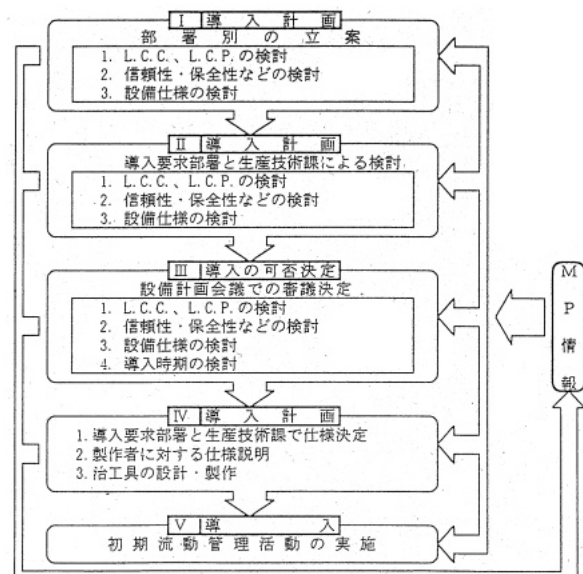 Ⅰ 導入計画
部署別の立案
1. L.C.C.、L.C.P.の検討
2. 信頼性・保全性などの検討
3. 設備仕様の検討
Ⅱ 導入計画
導入要求部署と生産技術課による検討
1. L.C.C.、L.C.P.の検討
2. 信頼性・保全性などの検討
3. 設備仕様の検討
Ⅲ 導入の可否決定
設備計画会議での審議決定
1. L.C.C.、L.C.P.の検討
2. 信頼性・保全性などの検討
3. 設備仕様の検討
4. 導入時期の検討
MP情報
Ⅳ 導入計画
1. 導入要求部署と生産技術課で仕様決定
2. 製作者に対する仕様説明
3. 治工具の設計・製作
Ⅴ 導入
初期流動管理活動の実施